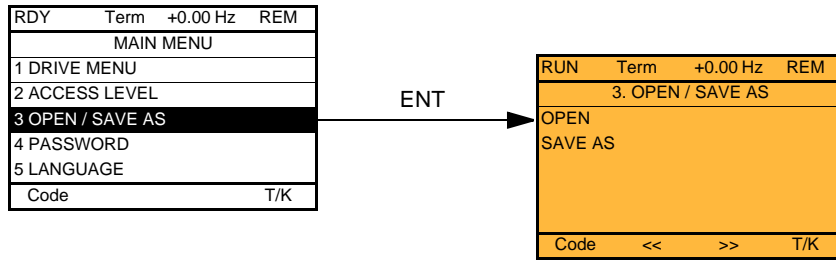 RDY Term +0.00 Hz REM
MAIN MENU
1 DRIVE MENU
2 ACCESS LEVEL
3 OPEN / SAVE AS
4 PASSWORD
5 LANGUAGE
Code T/K
ENT
RUN Term +0.00 Hz REM
3. OPEN / SAVE AS
OPEN
SAVE AS
Code << >> T/K